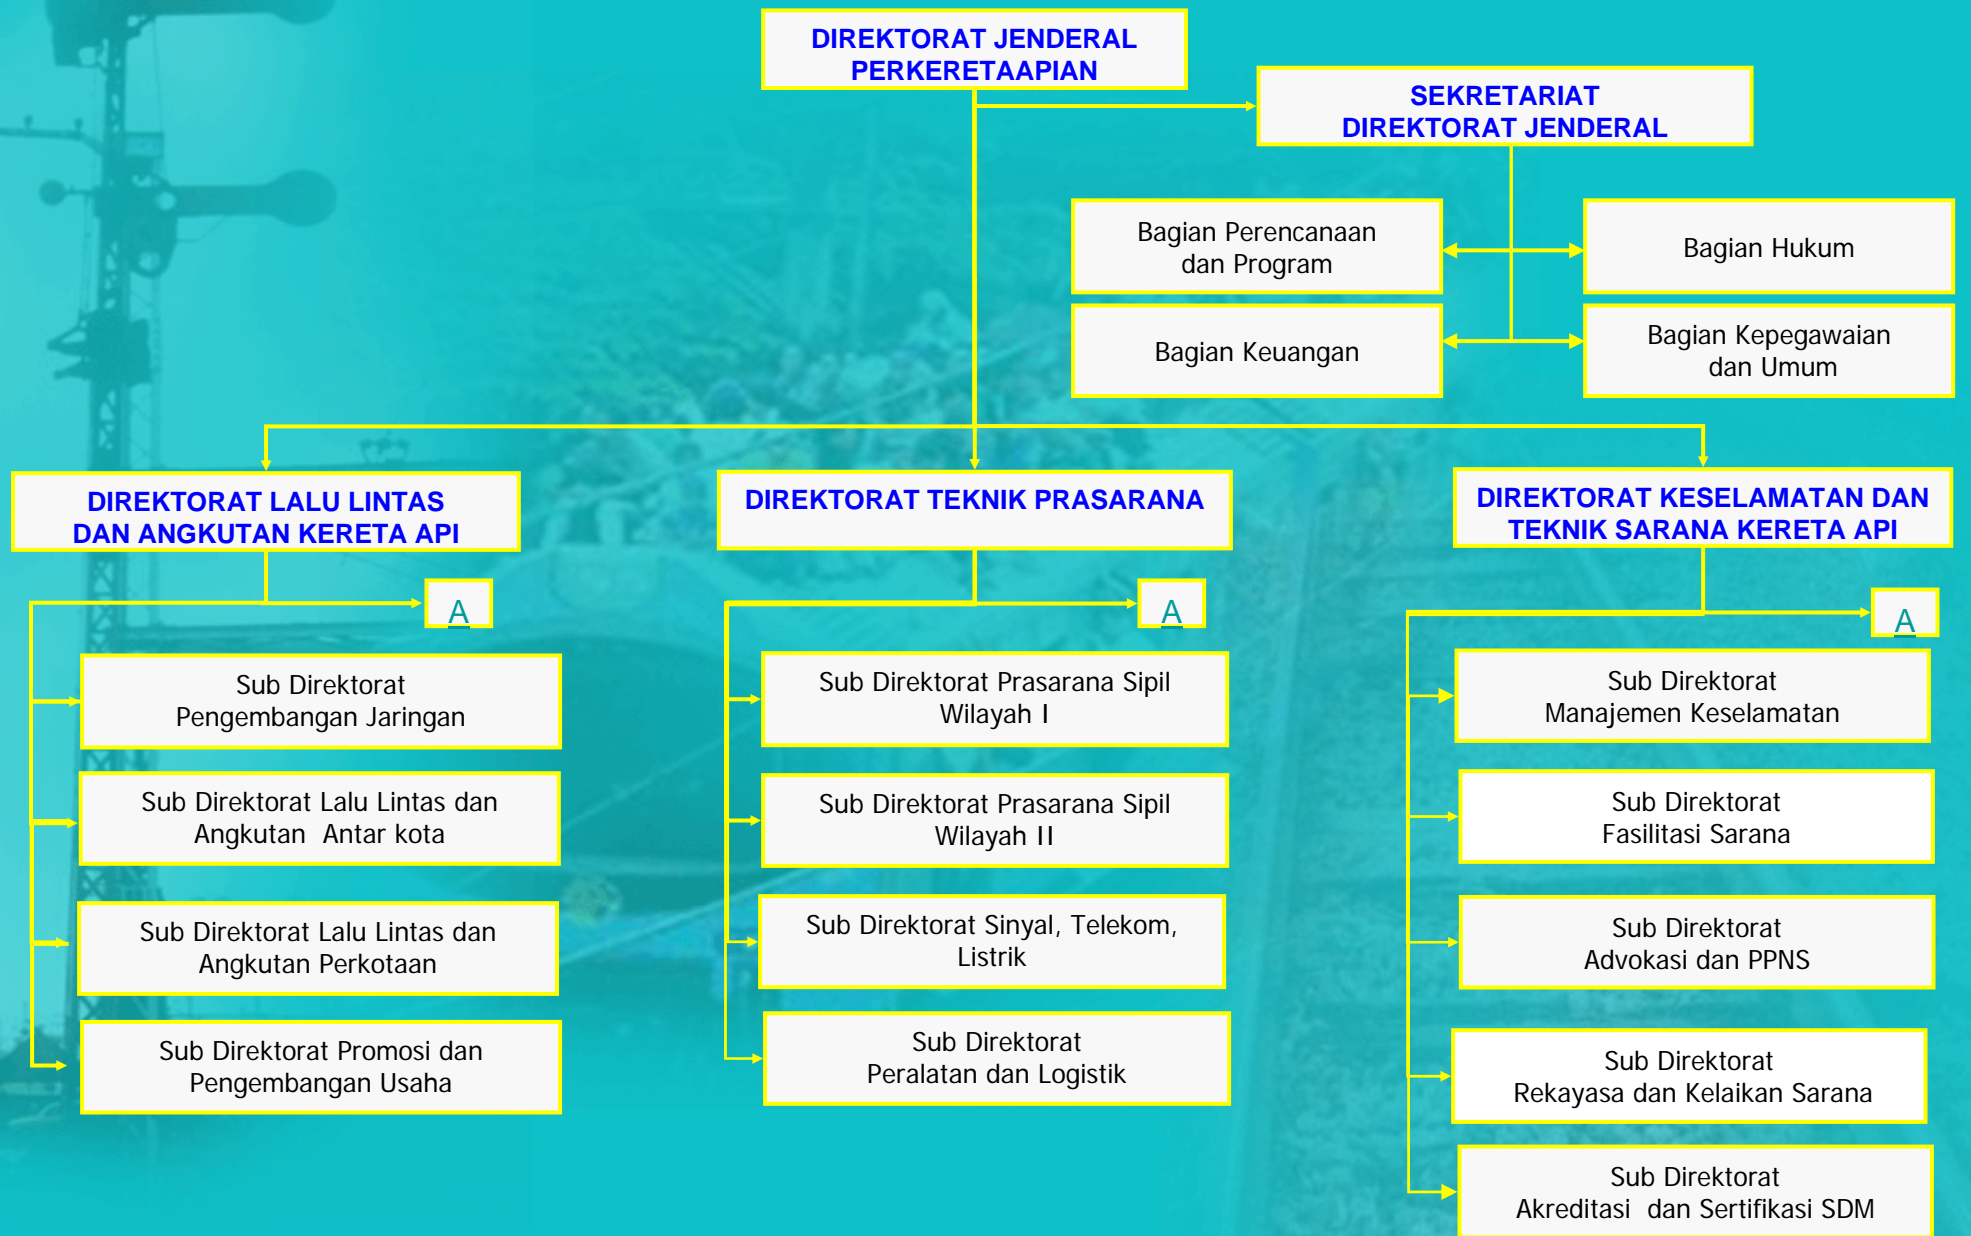 DIREKTORAT JENDERAL
PERKERETAAPIAN
SEKRETARIAT
DIREKTORAT JENDERAL
Bagian Perencanaan
dan Program
Bagian Hukum
Bagian Keuangan
Bagian Kepegawaian
dan Umum
DIREKTORAT LALU LINTAS
DAN ANGKUTAN KERETA API
A
Sub Direktorat
Pengembangan Jaringan
Sub Direktorat Lalu Lintas dan
Angkutan Antar kota
Sub Direktorat Lalu Lintas dan
Angkutan Perkotaan
Sub Direktorat Promosi dan
Pengembangan Usaha
DIREKTORAT TEKNIK PRASARANA
A
Sub Direktorat Prasarana Sipil
Wilayah I
Sub Direktorat Prasarana Sipil
Wilayah II
Sub Direktorat Sinyal, Telekom,
Listrik
Sub Direktorat
Peralatan dan Logistik
DIREKTORAT KESELAMATAN DAN
TEKNIK SARANA KERETA API
A
Sub Direktorat
Manajemen Keselamatan
Sub Direktorat
Fasilitasi Sarana
Sub Direktorat
Advokasi dan PPNS
Sub Direktorat
Rekayasa dan Kelaikan Sarana
Sub Direktorat
Akreditasi dan Sertifikasi SDM